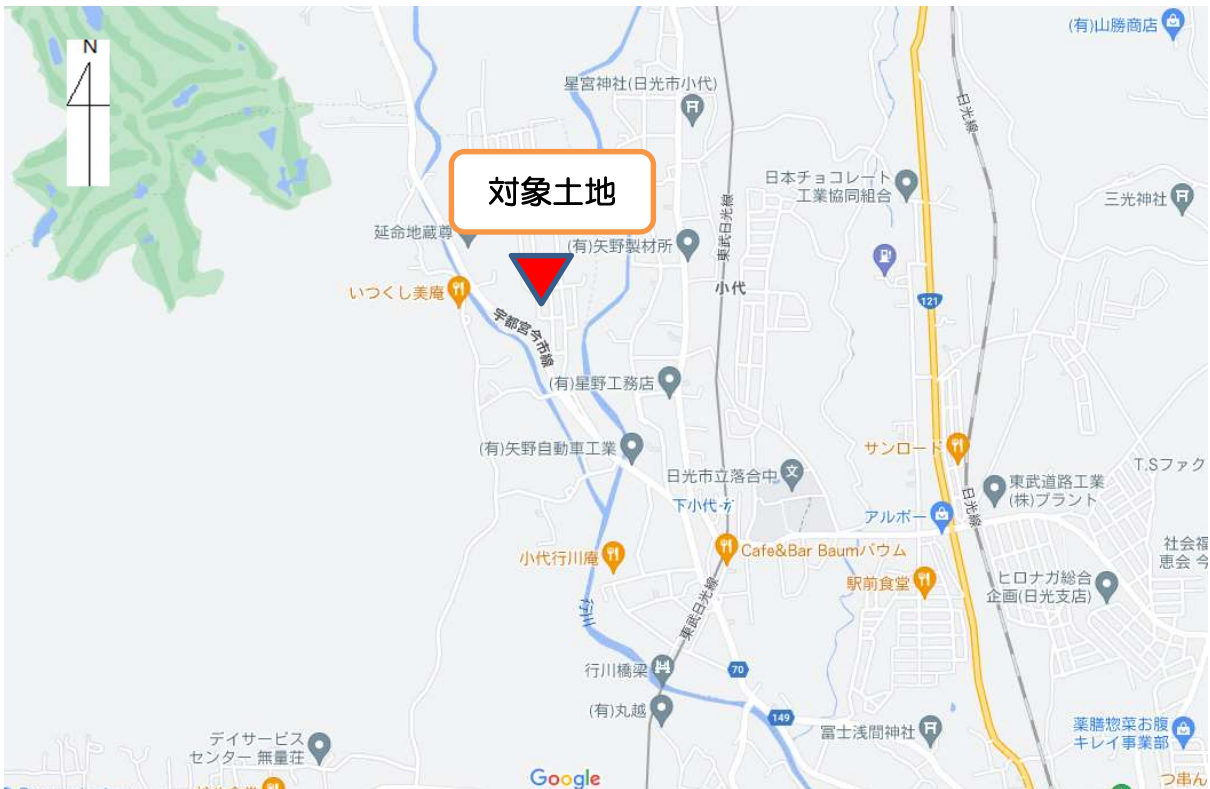 N
(有)山勝商店
星宮神社(日光市小代)
日光線
対象土地
日本チョコレート
工業協同組合
三光神社
延命地蔵尊
(有)矢野製材所
東武日光線
小代
いつくし美庵
121
宇都宮今市線
(有)星野工務店
(有)矢野自動車工業
サンロード
日光市立落合中
文
東武道路工業
(株)プラント
T.Sファク
日光線
下小代
アルポー
Cafe&Bar Baumバウム
社会福
恵会 今
小代行川庵
駅前食堂
ヒロナガ総合
企画(日光支店)
東武日光線
行川
行川橋梁
70
(有)丸越
149
富士浅間神社
薬膳惣菜お腹
キレイ事業部
デイサービス
センター 無量荘
Google
つ串ん